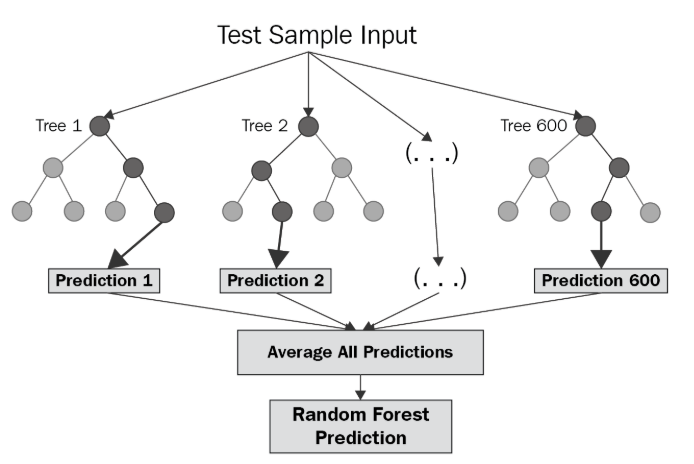 Test Sample Input
Tree 1
Tree 2
(. . .)
Tree 600
Prediction 1
Prediction 2
(. . .)
Prediction 600
Average All Predictions
Random Forest
Prediction